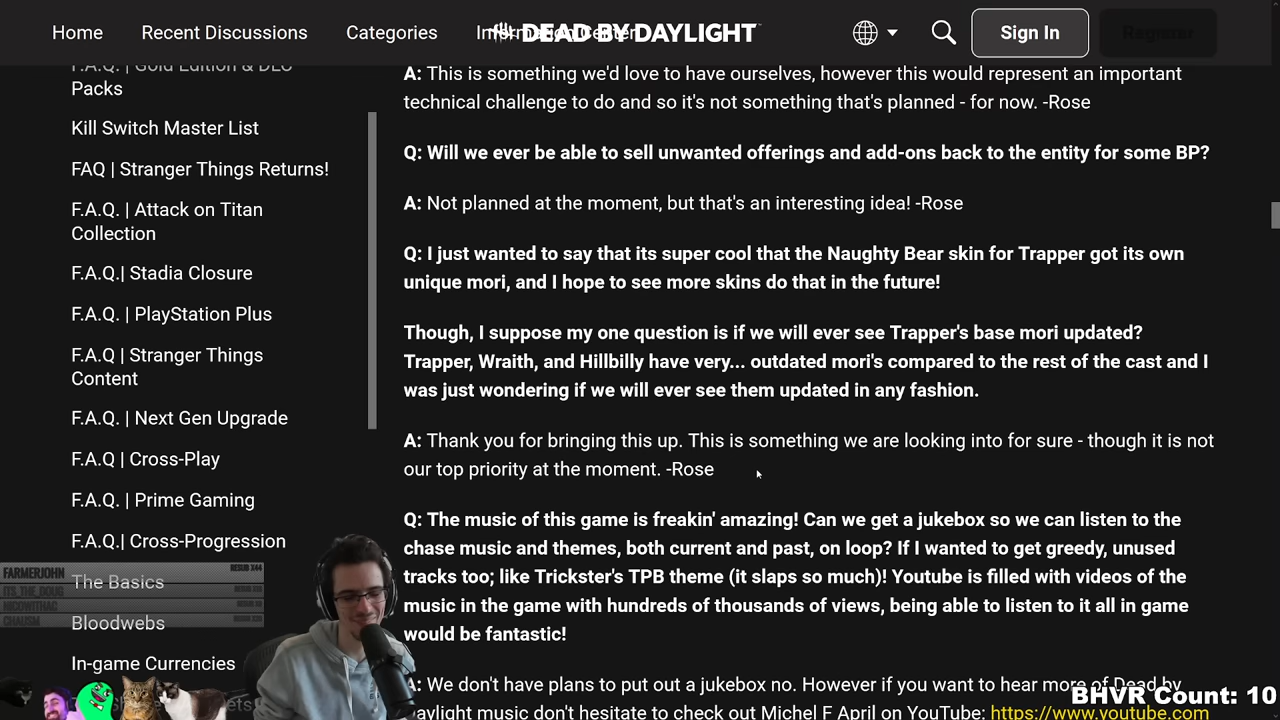 Home
Recent Discussions
Categories
DEAD BY DAYLIGHT
Sign In
Register
F.A.Q. | Gold Edition & DLC
Packs
Kill Switch Master List
FAQ | Stranger Things Returns!
F.A.Q. | Attack on Titan
Collection
F.A.Q.| Stadia Closure
F.A.Q. | PlayStation Plus
F.A.Q | Stranger Things
Content
F.A.Q. | Next Gen Upgrade
F.A.Q | Cross-Play
F.A.Q. | Prime Gaming
F.A.Q.| Cross-Progression
The Basics
Bloodwebs
In-game Currencies
A: This is something we'd love to have ourselves, however this would represent an important
technical challenge to do and so it's not something that's planned - for now. -Rose
Q: Will we ever be able to sell unwanted offerings and add-ons back to the entity for some BP?
A: Not planned at the moment, but that's an interesting idea! -Rose
Q: I just wanted to say that its super cool that the Naughty Bear skin for Trapper got its own
unique mori, and I hope to see more skins do that in the future!
Though, I suppose my one question is if we will ever see Trapper's base mori updated?
Trapper, Wraith, and Hillbilly have very... outdated mori's compared to the rest of the cast and I
was just wondering if we will ever see them updated in any fashion.
A: Thank you for bringing this up. This is something we are looking into for sure - though it is not
our top priority at the moment. -Rose
Q: The music of this game is freakin' amazing! Can we get a jukebox so we can listen to the
chase music and themes, both current and past, on loop? If I wanted to get greedy, unused
tracks too; like Trickster's TPB theme (it slaps so much)! Youtube is filled with videos of the
music in the game with hundreds of thousands of views, being able to listen to it all in game
would be fantastic!
A: We don't have plans to put out a jukebox no. However if you want to hear more of Dead by
Daylight music don't hesitate to check out Michel F April on YouTube: https://www.youtube.com
FARMERJOHN RESUB X44
ITS_THE_DOUG
NICOWITHAC
CHAUSM
BHVR Count: 10